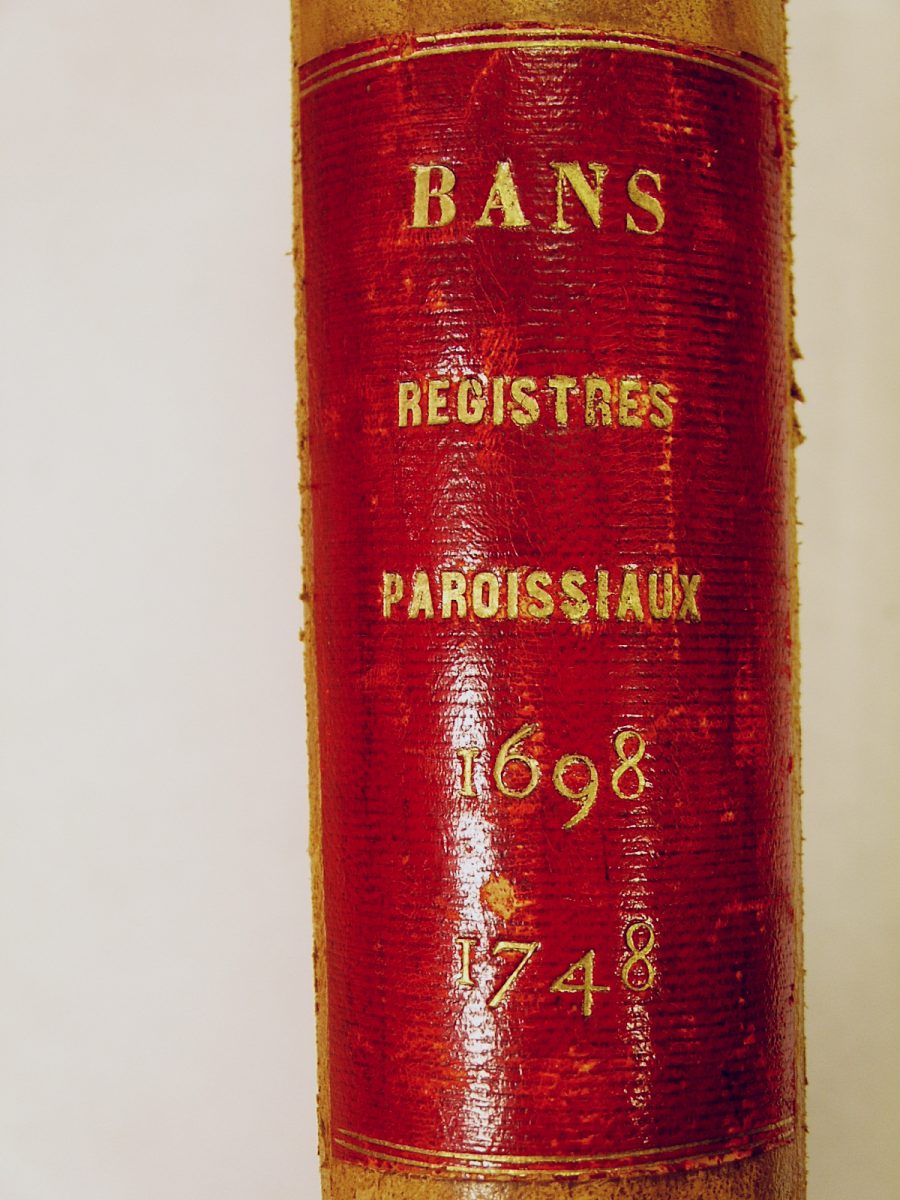 BANS
REGISTRES
PAROISSIAUX
1698
1748